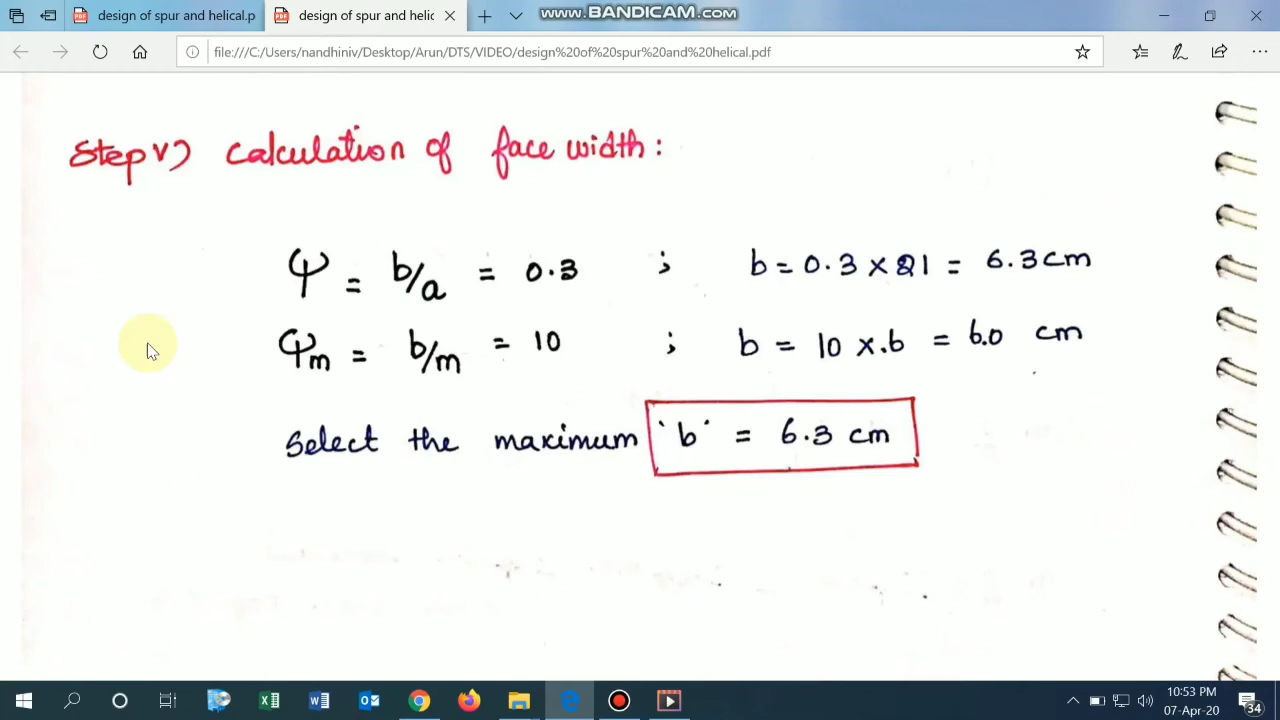 design of spur and helical.p
design of spur and helic
www.BANDICAM.com
file:///C:/Users/nandhiniv/Desktop/Arun/DTS/VIDEO/design%20of%20spur%20and%20helical.pdf
Step V) Calculation of face width:
Ψ = b/a = 0.3 ; b = 0.3 × 21 = 6.3 cm
Ψm = b/m = 10 ; b = 10 × .6 = 6.0 cm
Select the maximum 'b' = 6.3 cm
10:53 PM
07-Apr-20
34